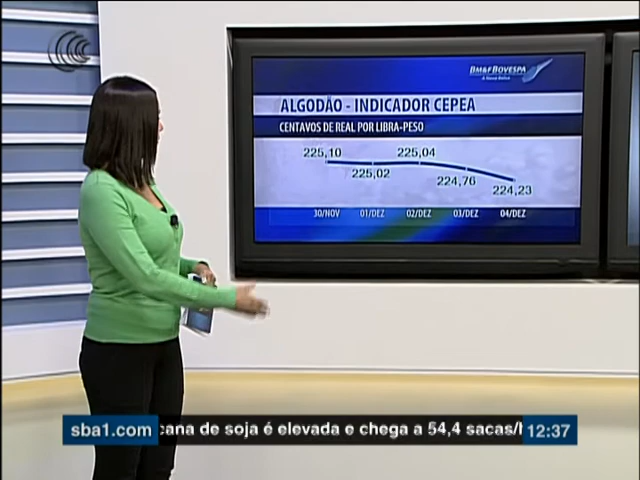 BM&FBOVESPA
A Nova Bolsa
ALGODÃO - INDICADOR CEPEA
CENTAVOS DE REAL POR LIBRA-PESO
225,10
225,02
225,04
224,76
224,23
30/NOV 01/DEZ 02/DEZ 03/DEZ 04/DEZ
sba1.com cana de soja é elevada e chega a 54,4 sacas/h 12:37